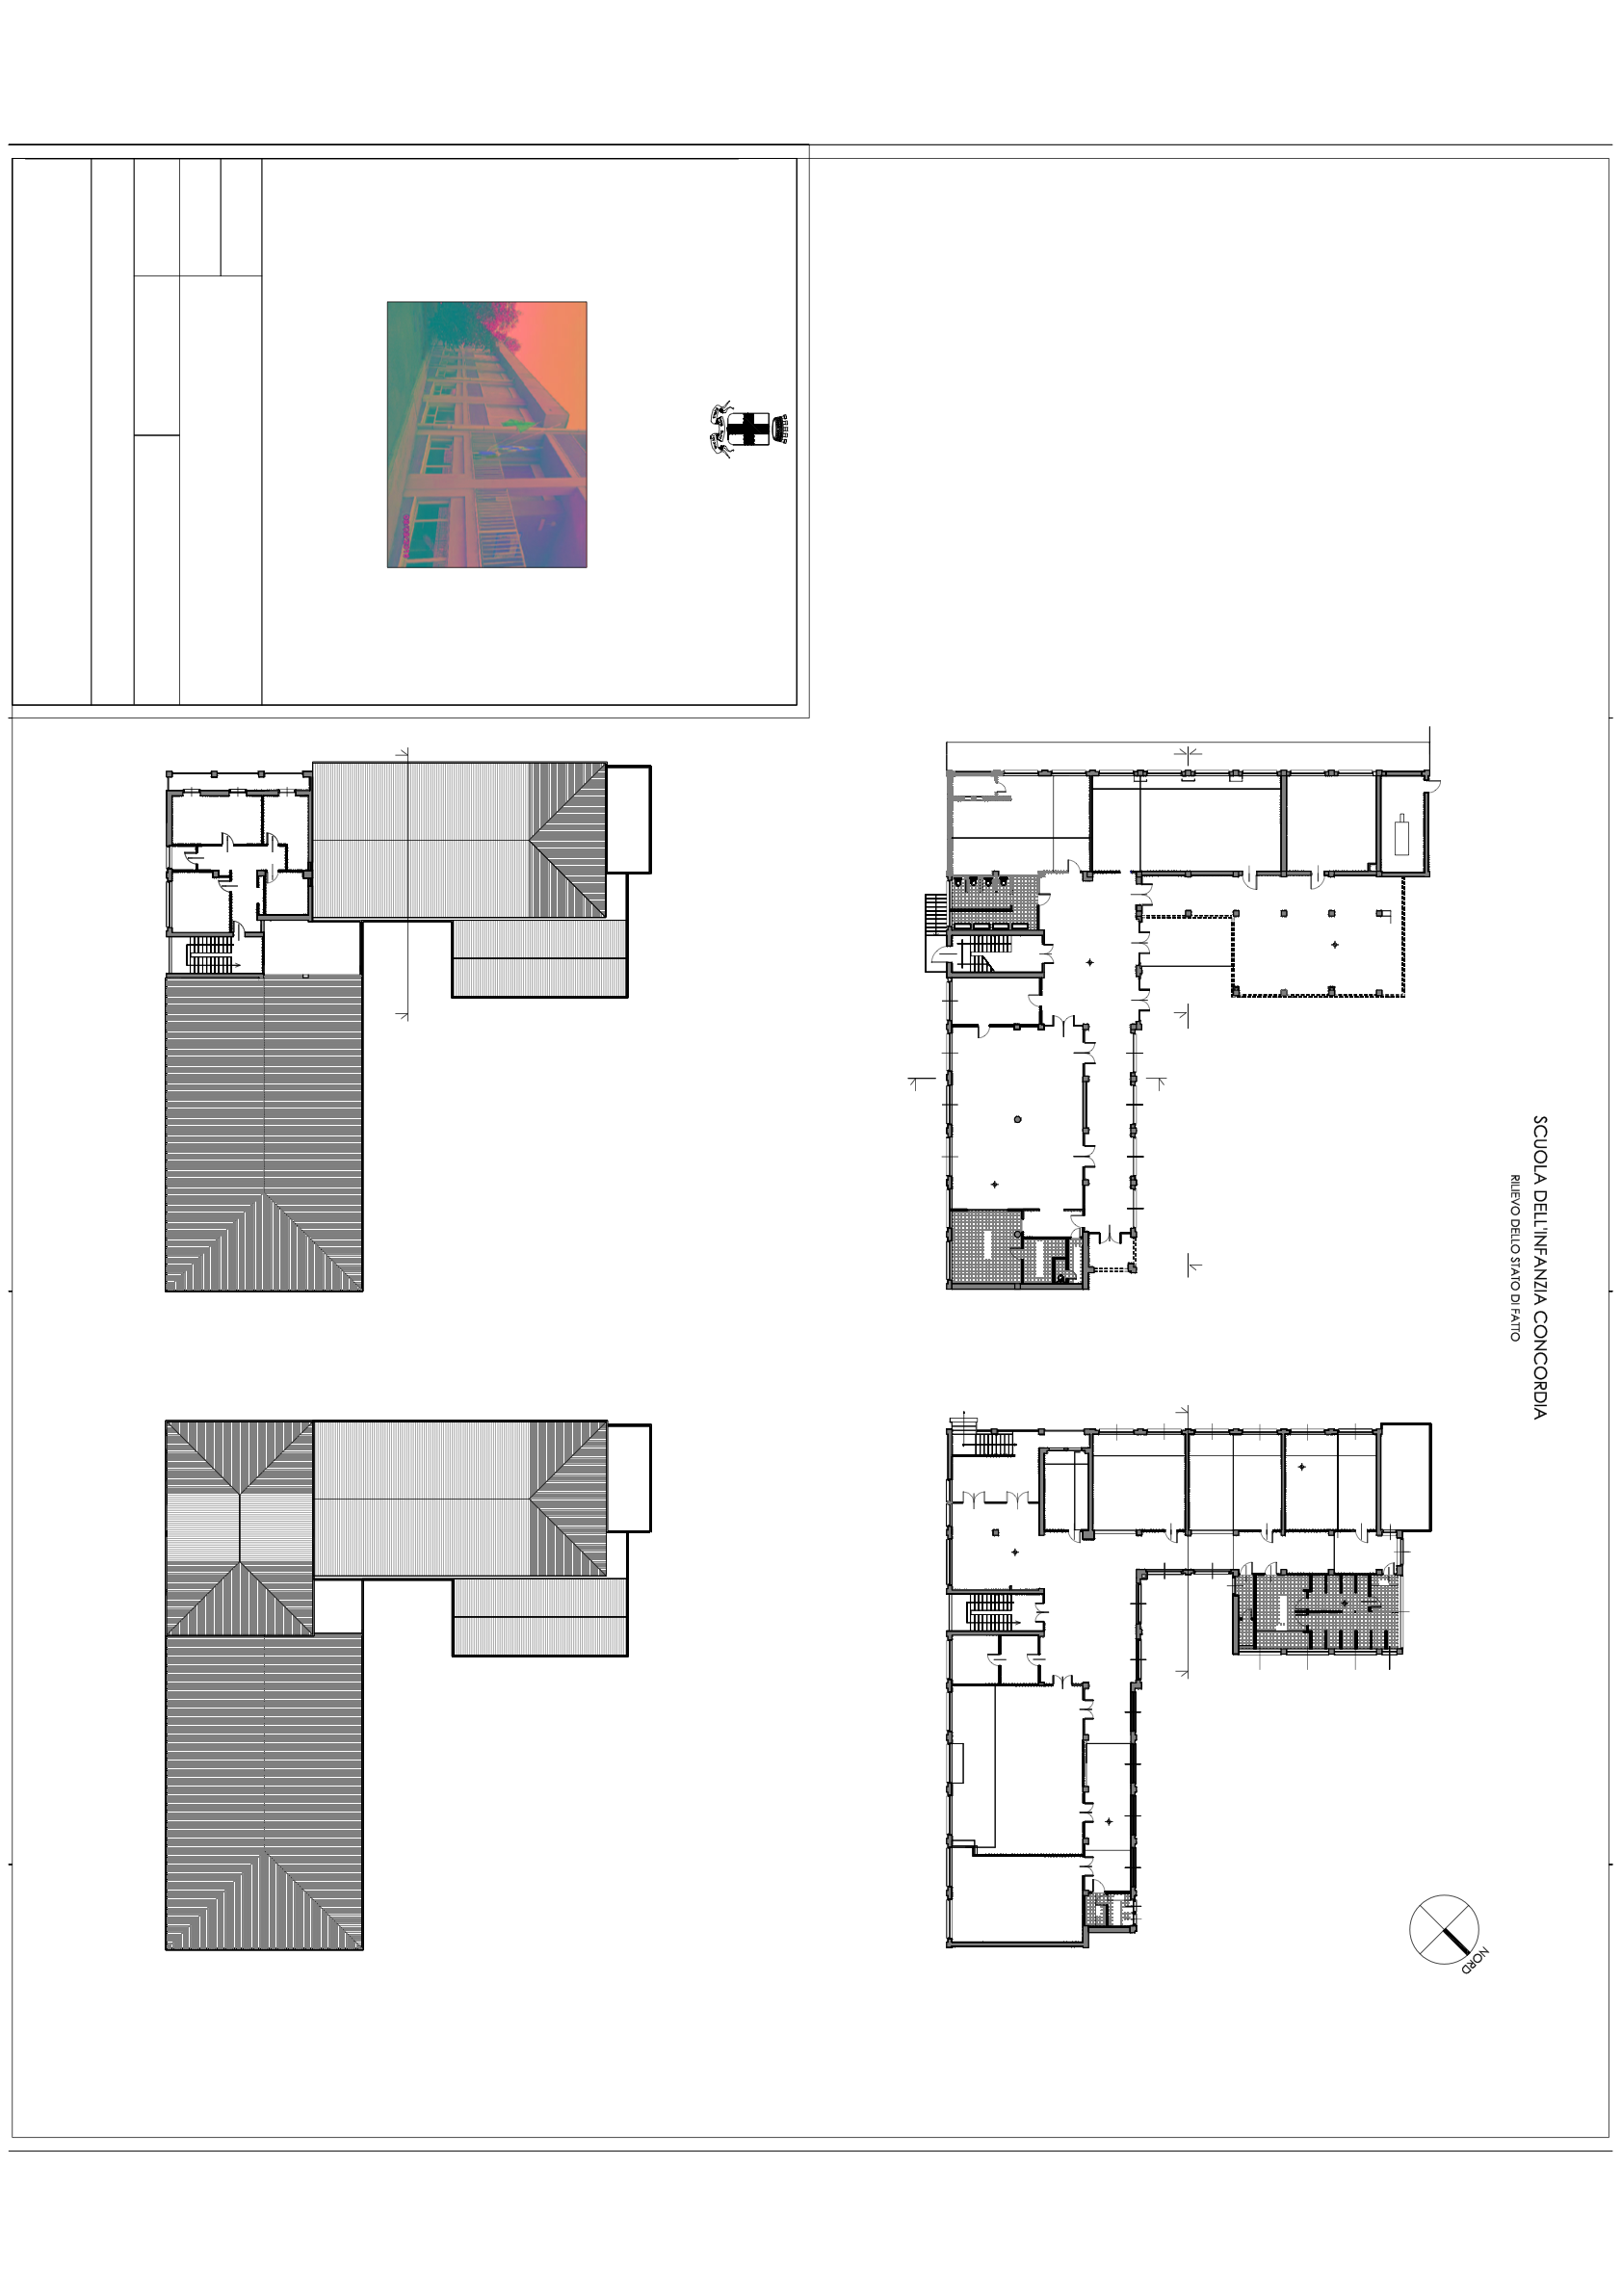 SCUOLA DELL'INFANZIA CONCORDIA
RILIEVO DELLO STATO DI FATTO
NORD